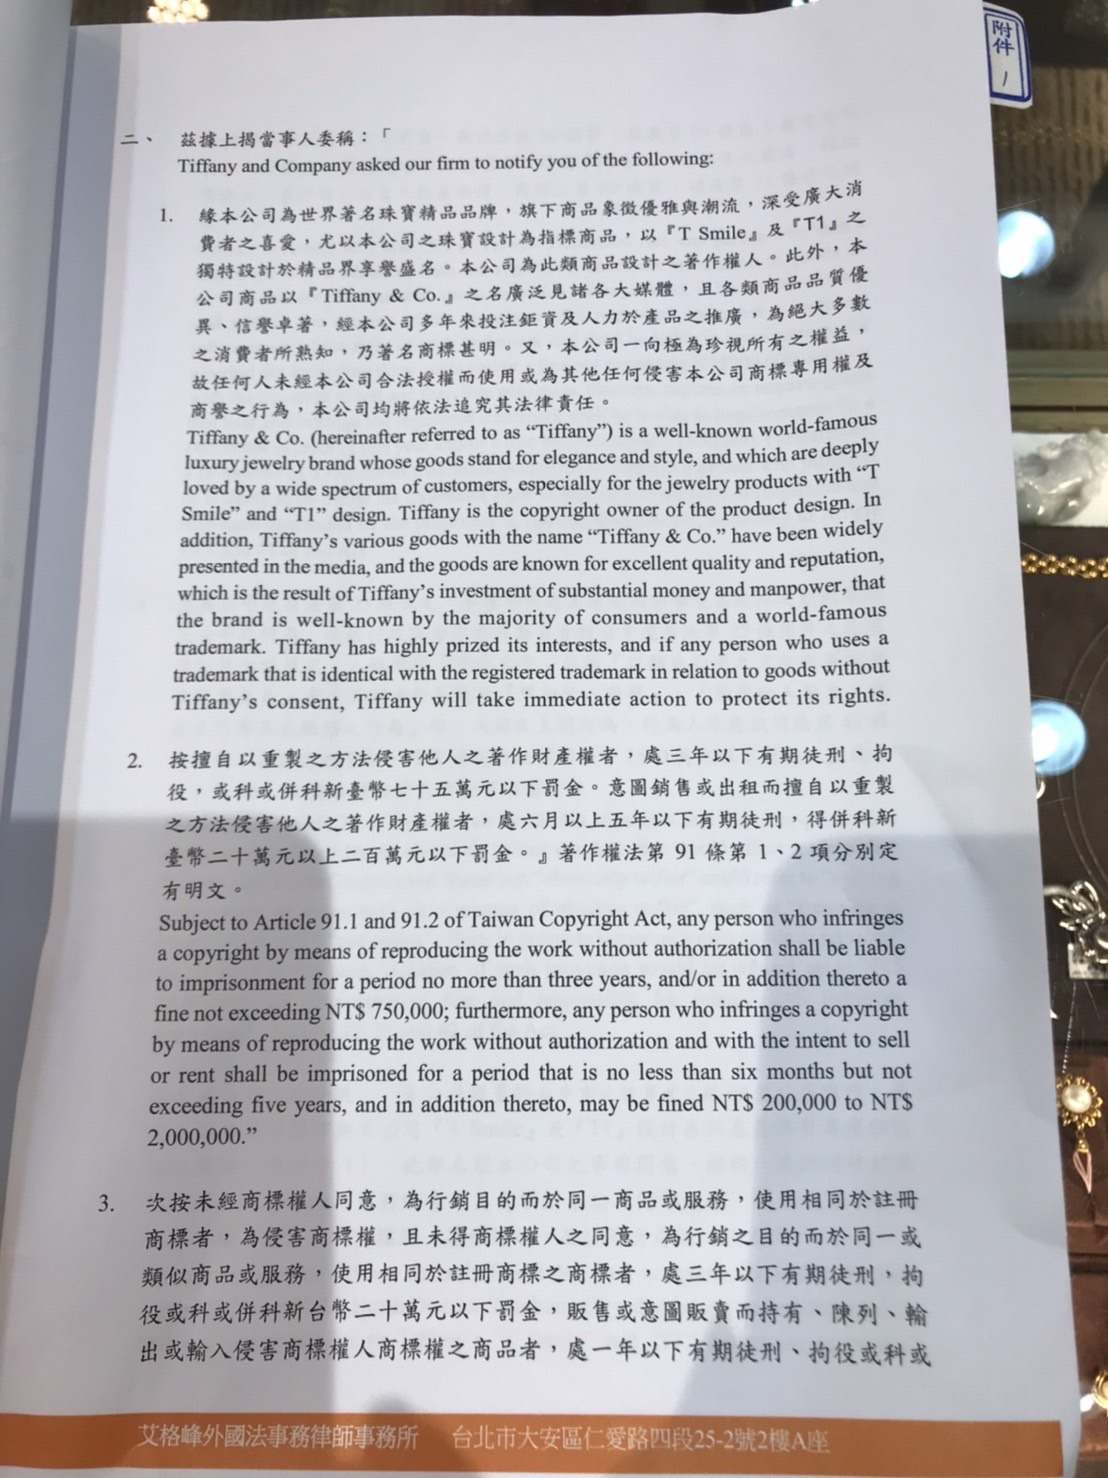 附件
1
二、 茲據上揭當事人委稱：「
Tiffany and Company asked our firm to notify you of the following:
1. 緣本公司為世界著名珠寶精品品牌，旗下商品象徵優雅與潮流，深受廣大消
費者之喜愛，尤以本公司之珠寶設計為指標商品，以『T Smile』及『T1』之
獨特設計於精品界享譽盛名。本公司為此類商品設計之著作權人。此外，本
公司商品以『Tiffany & Co.』之名廣泛見諸各大媒體，且各類商品品質優
異、信譽卓著，經本公司多年來投注鉅資及人力於產品之推廣，為絕大多數
之消費者所熟知，乃著名商標甚明。又，本公司一向極為珍視所有之權益，
故任何人未經本公司合法授權而使用或為其他任何侵害本公司商標專用權及
商譽之行為，本公司均將依法追究其法律責任。
Tiffany & Co. (hereinafter referred to as “Tiffany”) is a well-known world-famous
luxury jewelry brand whose goods stand for elegance and style, and which are deeply
loved by a wide spectrum of customers, especially for the jewelry products with “T
Smile” and “T1” design. Tiffany is the copyright owner of the product design. In
addition, Tiffany’s various goods with the name “Tiffany & Co.” have been widely
presented in the media, and the goods are known for excellent quality and reputation,
which is the result of Tiffany’s investment of substantial money and manpower, that
the brand is well-known by the majority of consumers and a world-famous
trademark. Tiffany has highly prized its interests, and if any person who uses a
trademark that is identical with the registered trademark in relation to goods without
Tiffany’s consent, Tiffany will take immediate action to protect its rights.
2. 按擅自以重製之方法侵害他人之著作財產權者，處三年以下有期徒刑、拘
役，或科或併科新臺幣七十五萬元以下罰金。意圖銷售或出租而擅自以重製
之方法侵害他人之著作財產權者，處六月以上五年以下有期徒刑，得併科新
臺幣二十萬元以上二百萬元以下罰金。』著作權法第 91 條第 1、2 項分別定
有明文。
Subject to Article 91.1 and 91.2 of Taiwan Copyright Act, any person who infringes
a copyright by means of reproducing the work without authorization shall be liable
to imprisonment for a period no more than three years, and/or in addition thereto a
fine not exceeding NT$ 750,000; furthermore, any person who infringes a copyright
by means of reproducing the work without authorization and with the intent to sell
or rent shall be imprisoned for a period that is no less than six months but not
exceeding five years, and in addition thereto, may be fined NT$ 200,000 to NT$
2,000,000.”
3. 次按未經商標權人同意，為行銷目的而於同一商品或服務，使用相同於註冊
商標者，為侵害商標權，且未得商標權人之同意，為行銷之目的而於同一或
類似商品或服務，使用相同於註冊商標之商標者，處三年以下有期徒刑，拘
役或科或併科新台幣二十萬元以下罰金，販售或意圖販賣而持有、陳列、輸
出或輸入侵害商標權人商標權之商品者，處一年以下有期徒刑、拘役或科或
艾格峰外國法事務律師事務所 台北市大安區仁愛路四段25-2號2樓A座